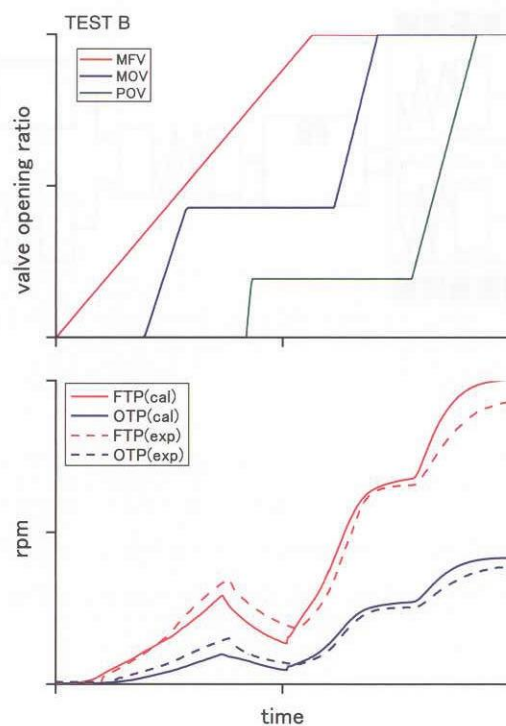 TEST B
MFV
MOV
POV
valve opening ratio
FTP(cal)
OTP(cal)
FTP(exp)
OTP(exp)
rpm
time